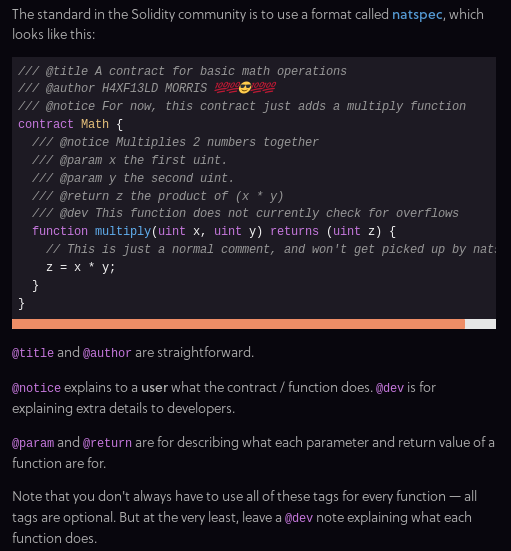 The standard in the Solidity community is to use a format called natspec, which
looks like this:
/// @title A contract for basic math operations
/// @author H4XF13LD MORRIS 💯💯😎💯💯
/// @notice For now, this contract just adds a multiply function
contract Math {
/// @notice Multiplies 2 numbers together
/// @param x the first uint.
/// @param y the second uint.
/// @return z the product of (x * y)
/// @dev This function does not currently check for overflows
function multiply(uint x, uint y) returns (uint z) {
// This is just a normal comment, and won't get picked up by nats
z = x * y;
}
}
@title and @author are straightforward.
@notice explains to a user what the contract / function does. @dev is for
explaining extra details to developers.
@param and @return are for describing what each parameter and return value of a
function are for.
Note that you don't always have to use all of these tags for every function — all
tags are optional. But at the very least, leave a @dev note explaining what each
function does.